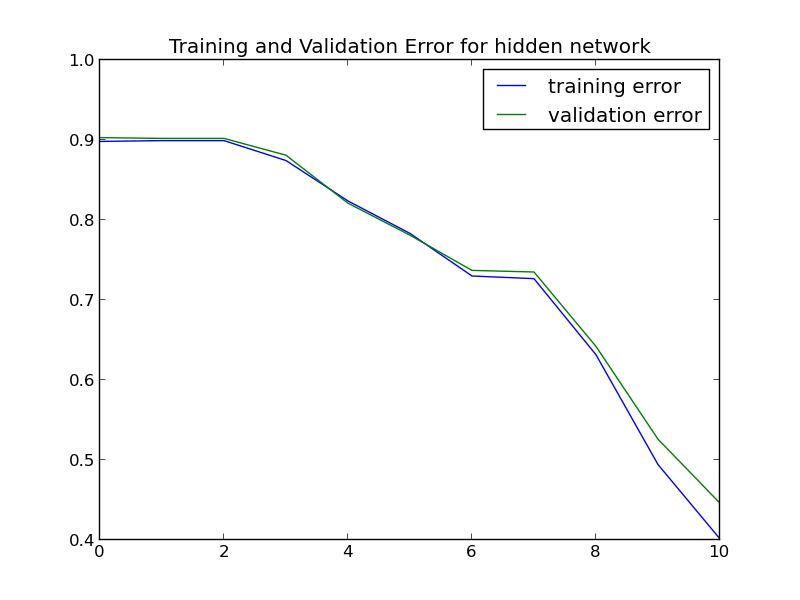 Training and Validation Error for hidden network
training error
validation error
1.0
0.9
0.8
0.7
0.6
0.5
0.4
0 2 4 6 8 10